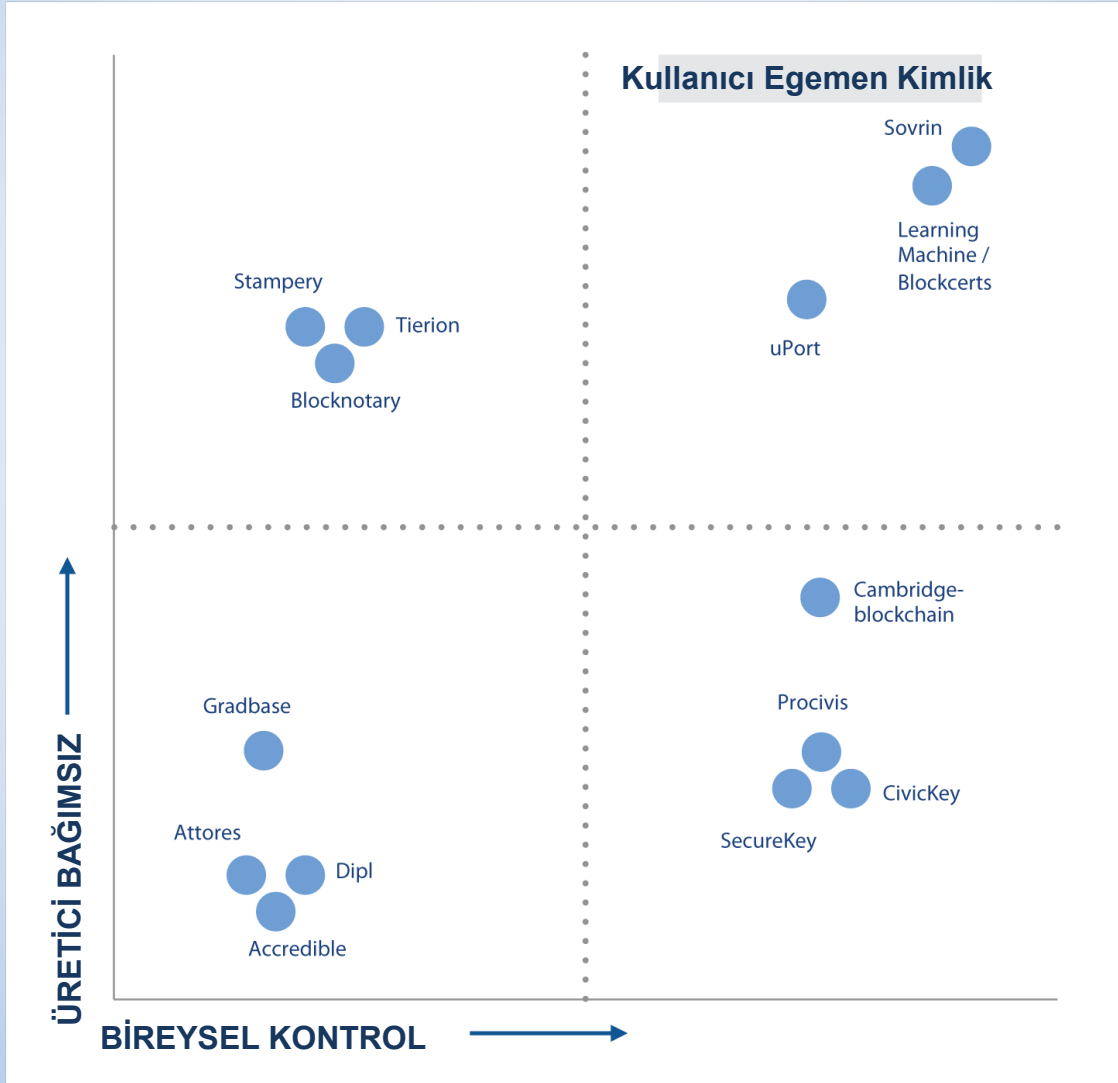 Kullanıcı Egemen Kimlik
Sovrin
Learning
Machine /
Blockcerts
Stampery
Tierion
uPort
Blocknotary
Cambridge-
blockchain
Procivis
Gradbase
CivicKey
Attores
SecureKey
Dipl
Accredible
ÜRETİCİ BAĞIMSIZ
BİREYSEL KONTROL